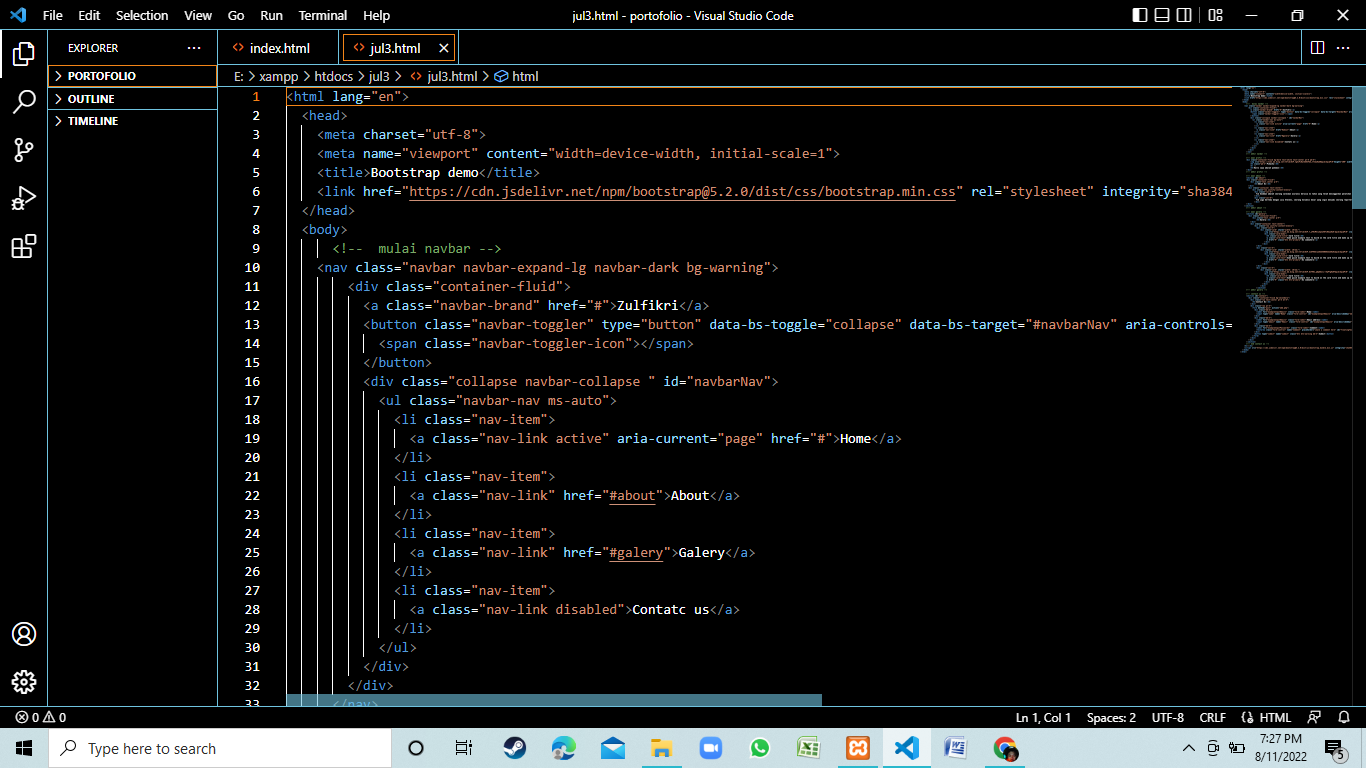 File Edit Selection View Go Run Terminal Help jul3.html - portofolio - Visual Studio Code
EXPLORER
PORTOFOLIO
OUTLINE
TIMELINE
index.html jul3.html
E: > xampp > htdocs > jul3 > jul3.html > html
1 <html lang="en">
2 <head>
3 <meta charset="utf-8">
4 <meta name="viewport" content="width=device-width, initial-scale=1">
5 <title>Bootstrap demo</title>
6 <link href="https://cdn.jsdelivr.net/npm/bootstrap@5.2.0/dist/css/bootstrap.min.css" rel="stylesheet" integrity="sha384
7 </head>
8 <body>
9 <!-- mulai navbar -->
10 <nav class="navbar navbar-expand-lg navbar-dark bg-warning">
11 <div class="container-fluid">
12 <a class="navbar-brand" href="#">Zulfikri</a>
13 <button class="navbar-toggler" type="button" data-bs-toggle="collapse" data-bs-target="#navbarNav" aria-controls=
14 <span class="navbar-toggler-icon"></span>
15 </button>
16 <div class="collapse navbar-collapse " id="navbarNav">
17 <ul class="navbar-nav ms-auto">
18 <li class="nav-item">
19 <a class="nav-link active" aria-current="page" href="#">Home</a>
20 </li>
21 <li class="nav-item">
22 <a class="nav-link" href="#about">About</a>
23 </li>
24 <li class="nav-item">
25 <a class="nav-link" href="#galery">Galery</a>
26 </li>
27 <li class="nav-item">
28 <a class="nav-link disabled">Contatc us</a>
29 </li>
30 </ul>
31 </div>
32 </div>
33 </nav>
0 0 Ln 1, Col 1 Spaces: 2 UTF-8 CRLF HTML
Type here to search
7:27 PM
8/11/2022
5